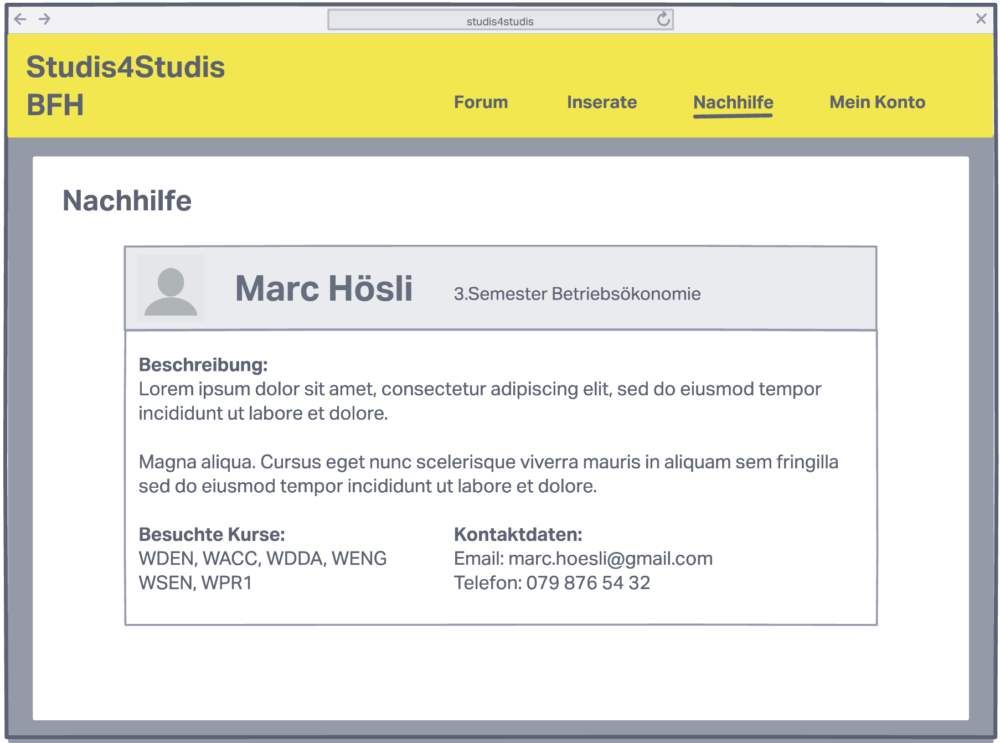 studis4studis
Studis4Studis
BFH
Forum Inserate Nachhilfe Mein Konto
Nachhilfe
Marc Hösli 3.Semester Betriebsökonomie
Beschreibung:
Lorem ipsum dolor sit amet, consectetur adipiscing elit, sed do eiusmod tempor
incididunt ut labore et dolore.
Magna aliqua. Cursus eget nunc scelerisque viverra mauris in aliquam sem fringilla
sed do eiusmod tempor incididunt ut labore et dolore.
Besuchte Kurse:
WDEN, WACC, WDDA, WENG
WSEN, WPR1
Kontaktdaten:
Email: marc.hoesli@gmail.com
Telefon: 079 876 54 32